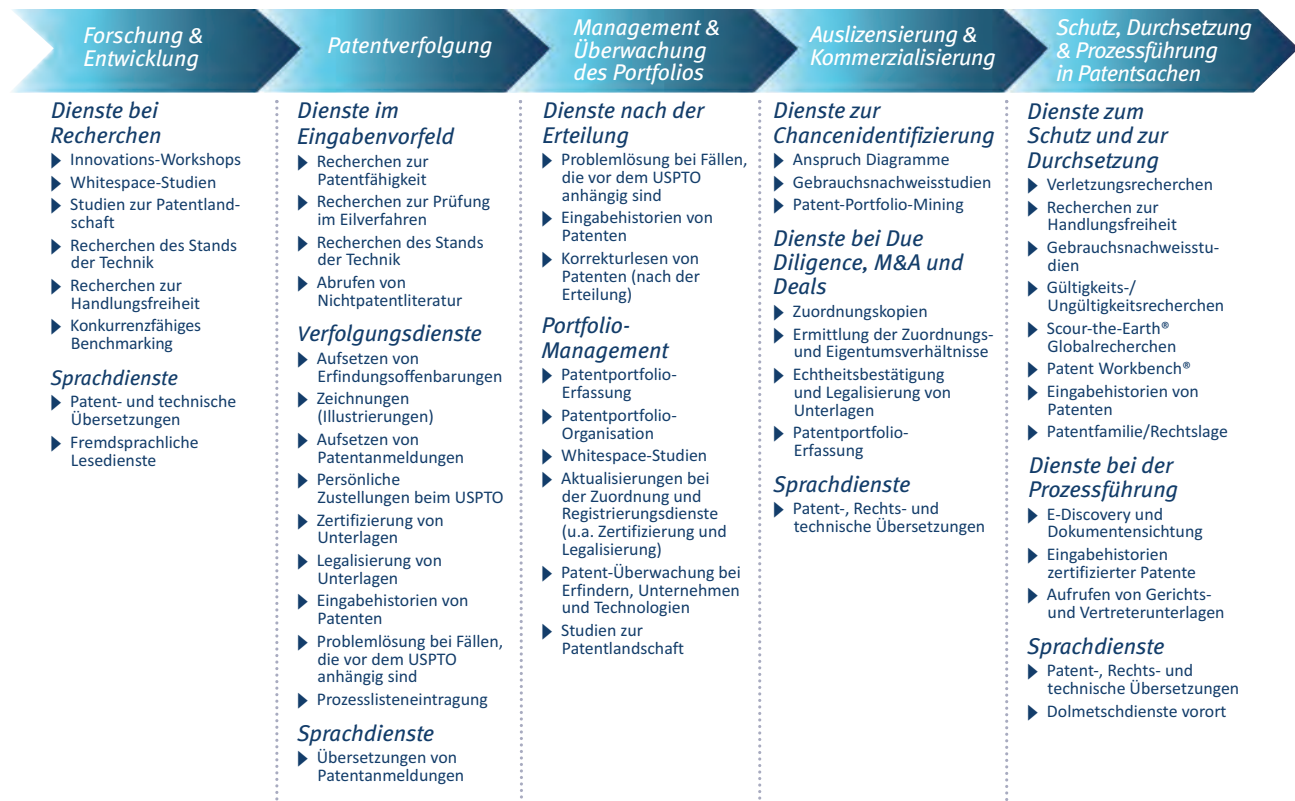 Forschung &
Entwicklung
Patentverfolgung
Management &
Überwachung
des Portfolios
Auslizensierung &
Kommerzialisierung
Schutz, Durchsetzung
& Prozessführung
in Patentsachen
Dienste bei
Recherchen
Innovations-Workshops
Whitespace-Studien
Studien zur Patentland-
schaft
Recherchen des Stands
der Technik
Recherchen zur
Handlungsfreiheit
Konkurrenzfähiges
Benchmarking
Sprachdienste
Patent- und technische
Übersetzungen
Fremdsprachliche
Lesedienste
Dienste im
Eingabenvorfeld
Recherchen zur
Patentfähigkeit
Recherchen zur Prüfung
im Eilverfahren
Recherchen des Stands
der Technik
Abrufen von
Nichtpatentliteratur
Verfolgungsdienste
Aufsetzen von
Erfindungsoffenbarungen
Zeichnungen
(Illustrierungen)
Aufsetzen von
Patentanmeldungen
Persönliche
Zustellungen beim USPTO
Zertifizierung von
Unterlagen
Legalisierung von
Unterlagen
Eingabehistorien von
Patenten
Problemlösung bei Fällen,
die vor dem USPTO
anhängig sind
Prozesslisteneintragung
Sprachdienste
Übersetzungen von
Patentanmeldungen
Dienste nach der
Erteilung
Problemlösung bei Fällen,
die vor dem USPTO
anhängig sind
Eingabehistorien von
Patenten
Korrekturlesen von
Patenten (nach der
Erteilung)
Portfolio-
Management
Patentportfolio-
Erfassung
Patentportfolio-
Organisation
Whitespace-Studien
Aktualisierungen bei
der Zuordnung und
Registrierungsdienste
(u.a. Zertifizierung und
Legalisierung)
Patent-Überwachung bei
Erfindern, Unternehmen
und Technologien
Studien zur
Patentlandschaft
Dienste zur
Chancenidentifizierung
Anspruch Diagramme
Gebrauchsnachweisstudien
Patent-Portfolio-Mining
Dienste bei Due
Diligence, M&A und
Deals
Zuordnungskopien
Ermittlung der Zuordnungs-
und Eigentumsverhältnisse
Echtheitsbestätigung
und Legalisierung von
Unterlagen
Patentportfolio-
Erfassung
Sprachdienste
Patent-, Rechts- und
technische Übersetzungen
Dienste zum
Schutz und zur
Durchsetzung
Verletzungsrecherchen
Recherchen zur
Handlungsfreiheit
Gebrauchsnachweisstu-
dien
Gültigkeits-/
Ungültigkeitsrecherchen
Scour-the-Earth®
Globalrecherchen
Patent Workbench®
Eingabehistorien von
Patenten
Patentfamilie/Rechtslage
Dienste bei der
Prozessführung
E-Discovery und
Dokumentensichtung
Eingabehistorien
zertifizierter Patente
Aufrufen von Gerichts-
und Vertreterunterlagen
Sprachdienste
Patent-, Rechts- und
technische Übersetzungen
Dolmetschdienste vorort